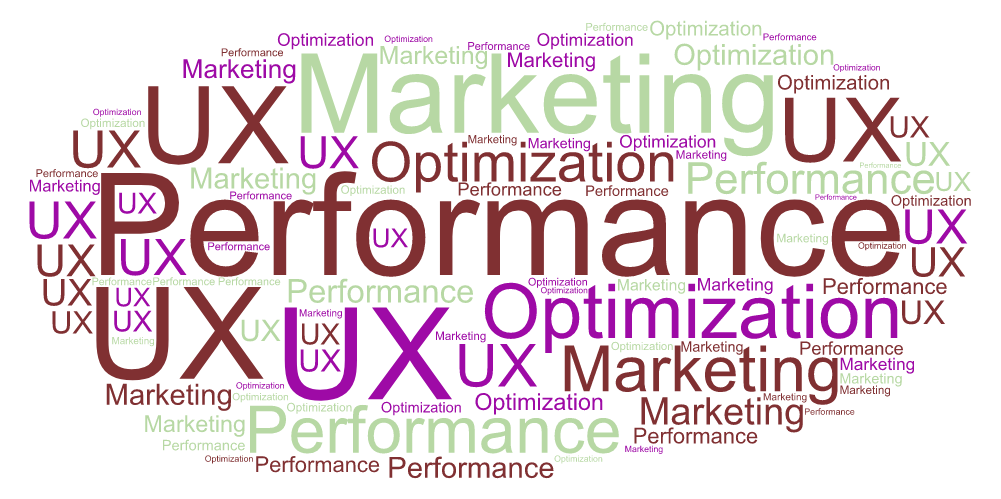 Performance Optimization
Optimization Optimization Optimization Performance
Performance Marketing Performance Marketing Optimization
Marketing Marketing Optimization
Optimization UX UX Optimization
Optimization UX
UX UX Marketing Marketing Optimization UX
Optimization Marketing
Performance Marketing Performance Performance Performance UX
Marketing Optimization Performance
UX Performance Performance Optimization
UX UX Marketing UX
UX UX Performance Optimization UX
Performance Performance Performance Optimization Marketing Marketing Performance
UX UX Performance Optimization
UX UX UX Marketing Optimization UX
UX UX UX Marketing
Marketing UX UX Optimization Marketing Performance
UX Marketing Marketing
Marketing
Marketing Optimization Marketing
Optimization Optimization Optimization Optimization Marketing
Marketing Performance Marketing Performance
Performance Performance
Marketing
Optimization Performance Performance Optimization